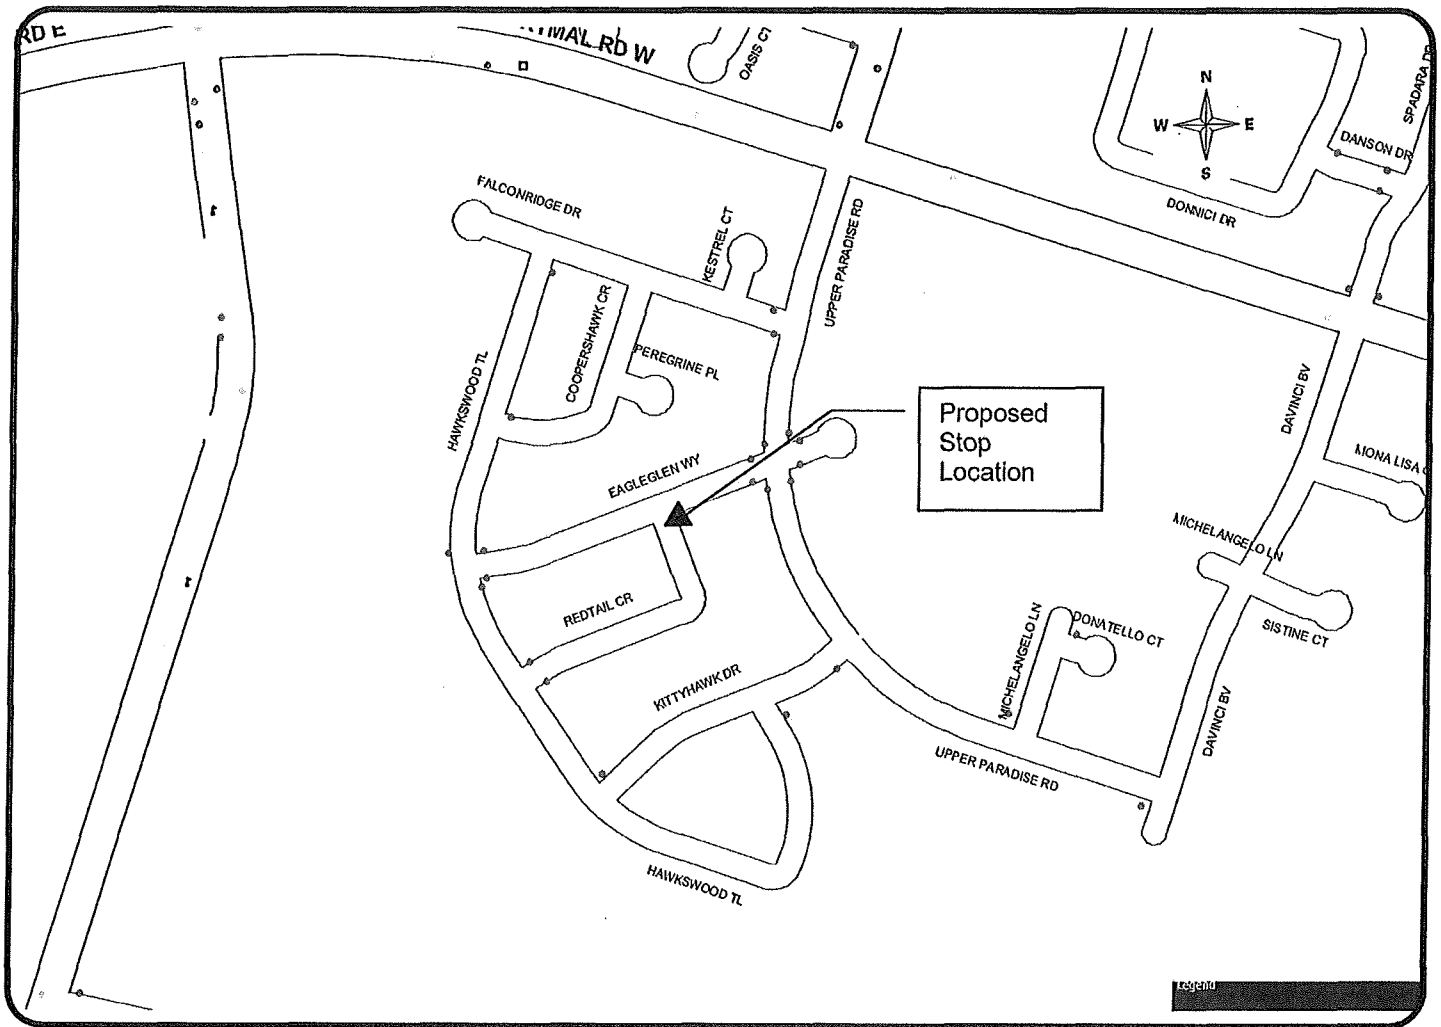 RD E
RD W
OASIS CT
SPADARA DR
N
W E
S
DANSON DR
DONNICI DR
FALCONRIDGE DR
KESTREL CT
UPPER PARADISE RD
COOPERSHAWK CR
PEREGRINE PL
HAWKSWOOD TL
EAGLEGLEN WY
Proposed
Stop
Location
DAVINCI BV
MONA LISA
MICHELANGELO LN
REDTAIL CR
SISTINE CT
MICHELANGELO LN
DONATELLO CT
KITTYHAWK DR
DAVINCI BV
UPPER PARADISE RD
HAWKSWOOD TL
Legend